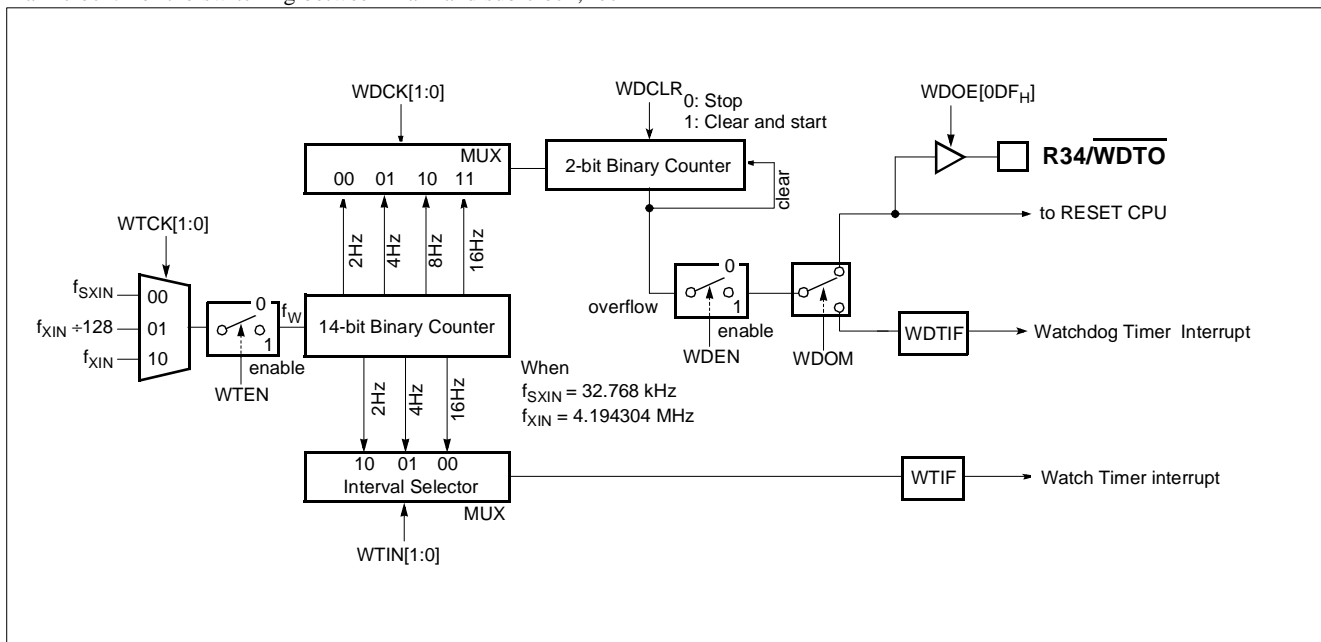 WDCK[1:0]
WDCLR
0: Stop
1: Clear and start
WDOE[0DFH]
MUX
00 01 10 11
2-bit Binary Counter
clear
R34/WDTO
to RESET CPU
WTCK[1:0]
2Hz
4Hz
8Hz
16Hz
fSXIN
00
fXIN ÷128
01
fXIN
10
0
1
enable
WTEN
fW
14-bit Binary Counter
overflow
0
1
enable
WDEN
WDOM
WDTIF
Watchdog Timer Interrupt
When
fSXIN = 32.768 kHz
fXIN = 4.194304 MHz
2Hz
4Hz
16Hz
10 01 00
Interval Selector
MUX
WTIF
Watch Timer interrupt
WTIN[1:0]